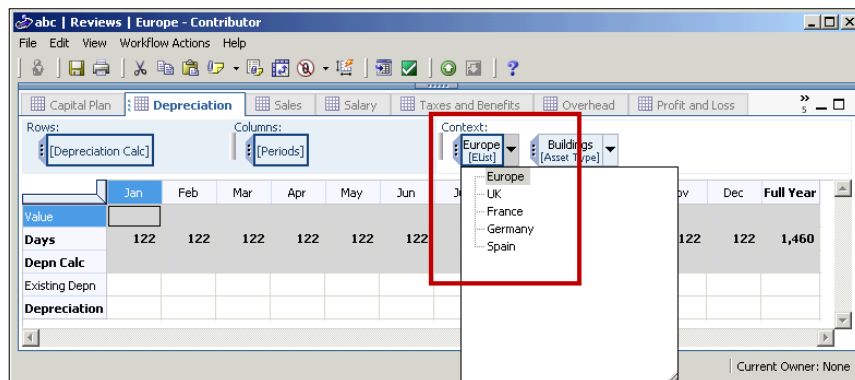 abc | Reviews | Europe - Contributor
File Edit View Workflow Actions Help
Capital Plan Depreciation Sales Salary Taxes and Benefits Overhead Profit and Loss » 5
Rows: Columns: Context:
[Depreciation Calc] [Periods] Europe [EList] Buildings [Asset Type]
Jan Feb Mar Apr May Jun Dec Full Year
Europe
UK
France
Germany
Spain
Value
Days 122 122 122 122 122 122 122 122 1,460
Depn Calc
Existing Depn
Depreciation
Current Owner: None